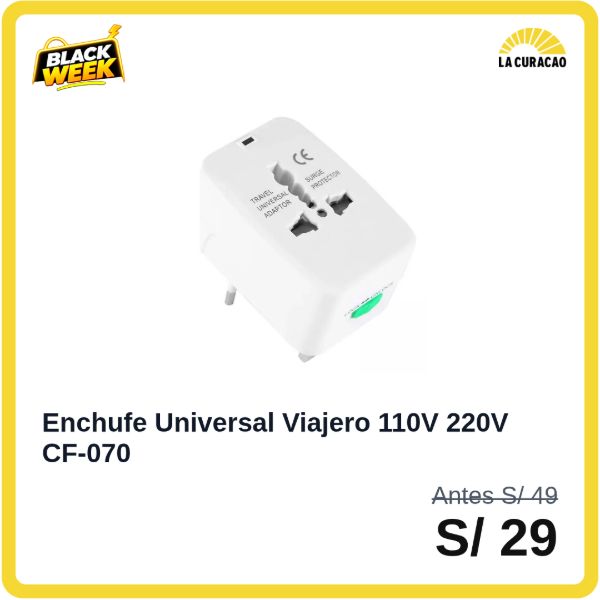 BLACK
WEEK
LA CURACAO
CE
TRAVEL
UNIVERSAL
ADAPTOR
SURGE
PROTECTOR
Enchufe Universal Viajero 110V 220V
CF-070
Antes S/ 49
S/ 29